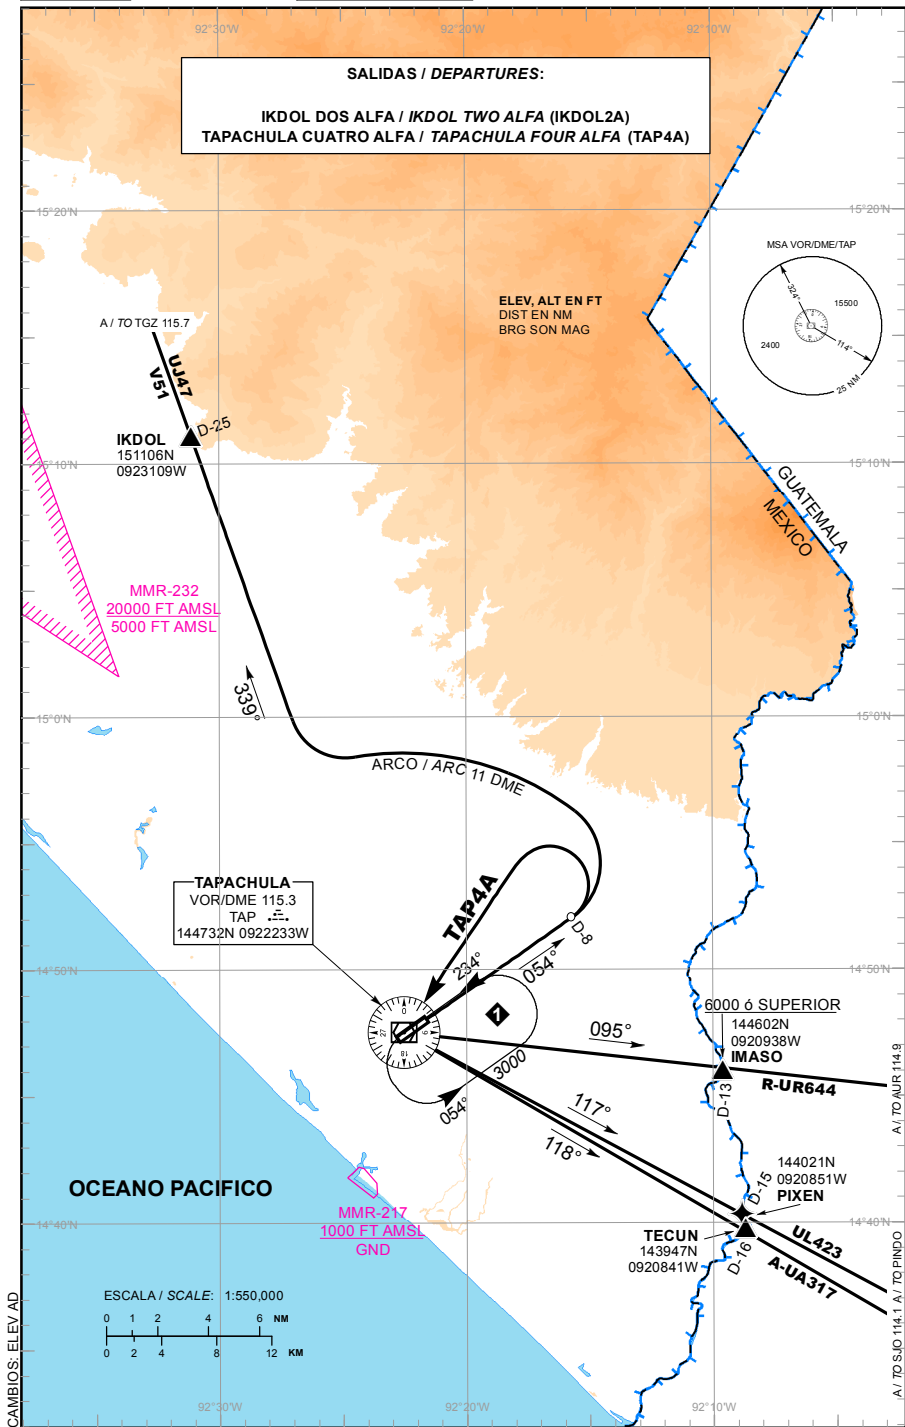 92°30'W
92°10'W
SALIDAS / DEPARTURES:
IKDOL DOS ALFA / IKDOL TWO ALFA (IKDOL2A)
TAPACHULA CUATRO ALFA / TAPACHULA FOUR ALFA (TAP4A)
15°20'N
15°20'N
MSA VOR/DME/TAP
324°
15500
2400
114°
25 NM
ELEV, ALT EN FT
DIST EN NM
BRG SON MAG
A / TO TGZ 115.7
UJ47
V51
D-25
IKDOL
151106N
0923109W
15°10'N
15°10'N
GUATEMALA
MEXICO
MMR-232
20000 FT AMSL
5000 FT AMSL
339°
15°0'N
15°0'N
ARCO / ARC 11 DME
TAPACHULA
VOR/DME 115.3
TAP
144732N 0922233W
TAP4A
D-8
234°
054°
14°50'N
14°50'N
1
0
9
18
27
3000
054°
095°
6000 ó SUPERIOR
144602N
0920938W
IMASO
D-13
R-UR644
A / TO AUR 114.9
117°
118°
144021N
0920851W
PIXEN
D-15
OCEANO PACIFICO
MMR-217
1000 FT AMSL
GND
14°40'N
14°40'N
TECUN
143947N
0920841W
D-16
UL423
A-UA317
A / TO PINDO
A / TO SJO 114.1
ESCALA / SCALE: 1:550,000
0 1 2 4 6 NM
0 2 4 8 12 KM
CAMBIOS: ELEV AD
92°30'W
92°20'W
92°10'W